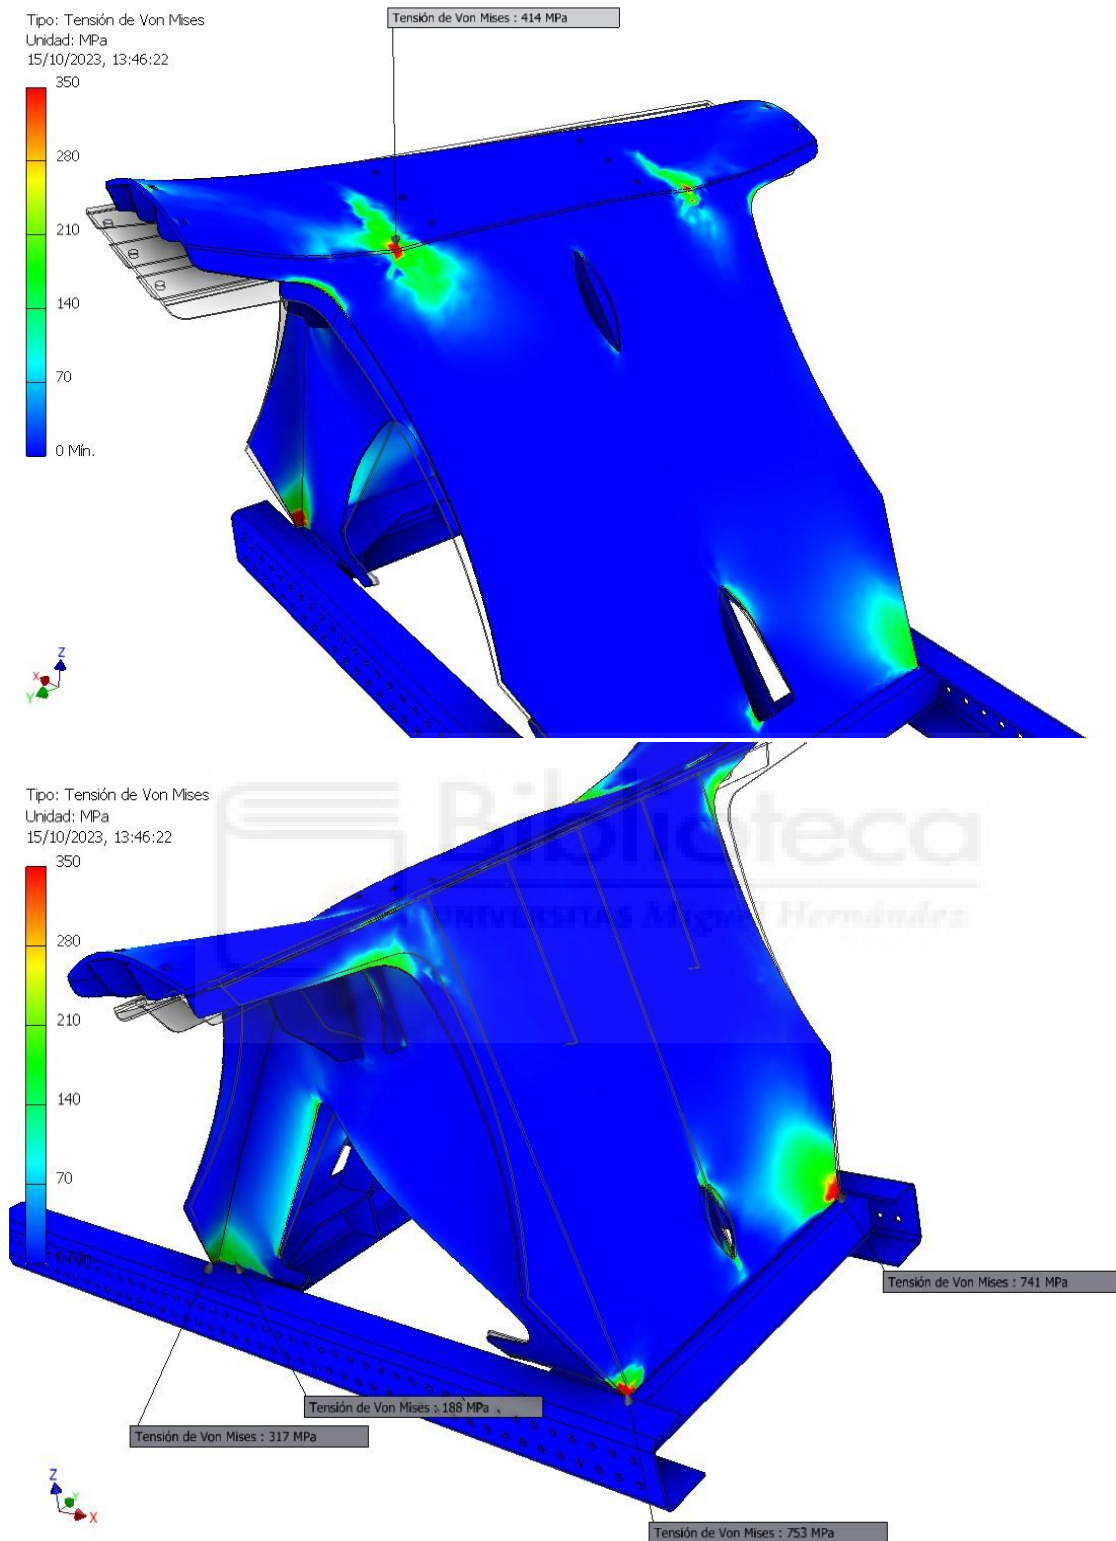 Tensión de Von Mises : 414 MPa
Tipo: Tensión de Von Mises
Unidad: MPa
15/10/2023, 13:46:22
350
280
210
140
70
0 Mín.
Z
X
Y
Tipo: Tensión de Von Mises
Unidad: MPa
15/10/2023, 13:46:22
350
280
210
140
70
Biblioteca
UNIVERSITAS Miguel Hernández
Tensión de Von Mises : 741 MPa
Tensión de Von Mises : 188 MPa
Tensión de Von Mises : 317 MPa
Z
Y
X
Tensión de Von Mises : 753 MPa